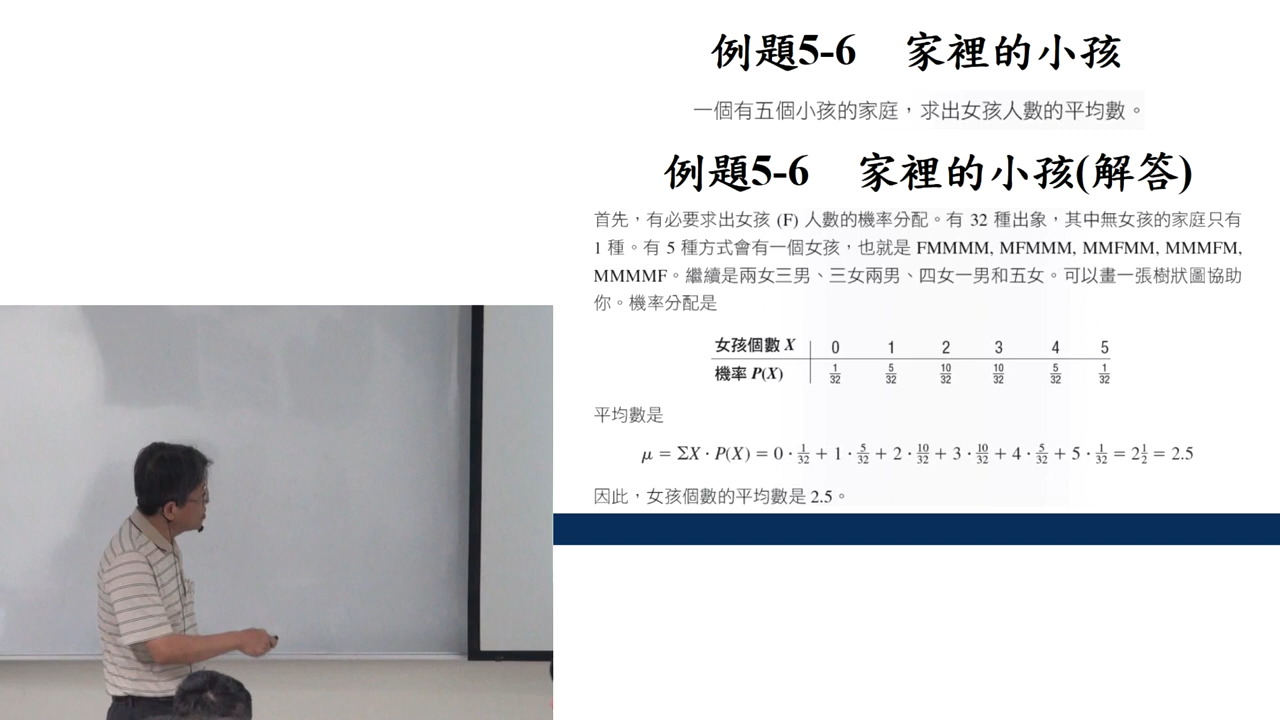 例題5-6 家裡的小孩
一個有五個小孩的家庭，求出女孩人數的平均數。
例題5-6 家裡的小孩(解答)
首先，有必要求出女孩 (F) 人數的機率分配。有 32 種出象，其中無女孩的家庭只有
1 種。有 5 種方式會有一個女孩，也就是 FMMMM, MFMMM, MMFMM, MMMFM,
MMMMF。繼續是兩女三男、三女兩男、四女一男和五女。可以畫一張樹狀圖協助
你。機率分配是
女孩個數 X 0 1 2 3 4 5
機率 P(X) 1/32 5/32 10/32 10/32 5/32 1/32
平均數是
μ = ΣX · P(X) = 0 · 1/32 + 1 · 5/32 + 2 · 10/32 + 3 · 10/32 + 4 · 5/32 + 5 · 1/32 = 2 1/2 = 2.5
因此，女孩個數的平均數是 2.5。